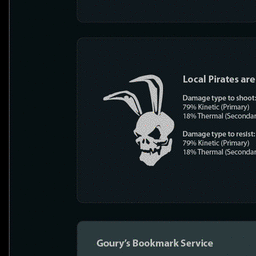 Local Pirates are
Damage type to shoot:
79% Kinetic (Primary)
18% Thermal (Secondar
Damage type to resist:
79% Kinetic (Primary)
18% Thermal (Secondar
Goury's Bookmark Service